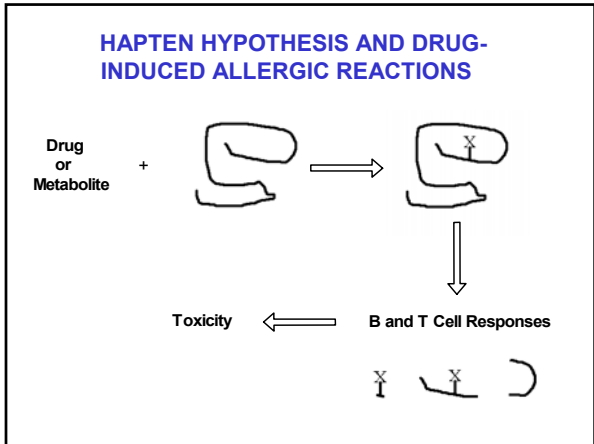 HAPTEN HYPOTHESIS AND DRUG-
INDUCED ALLERGIC REACTIONS
Drug
or
Metabolite
+
X
Toxicity
B and T Cell Responses
X
X